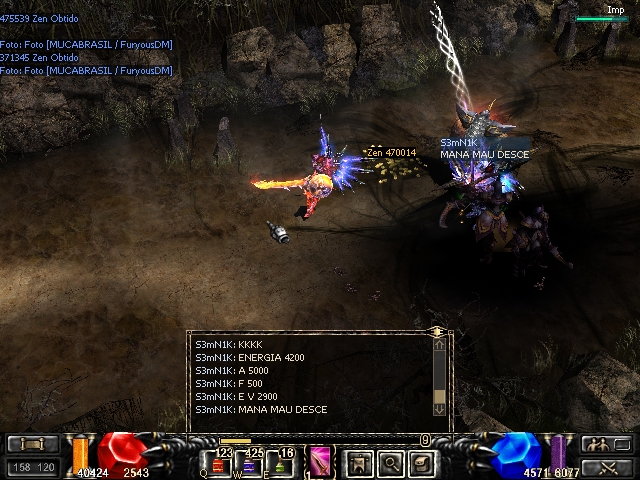 475539 Zen Obtido
Imp
Foto: Foto [MUCABRASIL / FuryousDM]
371345 Zen Obtido
Foto: Foto [MUCABRASIL / FuryousDM]
Zen 470014
S3mN1K
MANA MAU DESCE
S3mN1K: KKKK
S3mN1K: ENERGIA 4200
S3mN1K: A 5000
S3mN1K: F 500
S3mN1K: E V 2900
S3mN1K: MANA MAU DESCE
9
123 425 16
158 120
40424 2543
Q W E
4571 6077